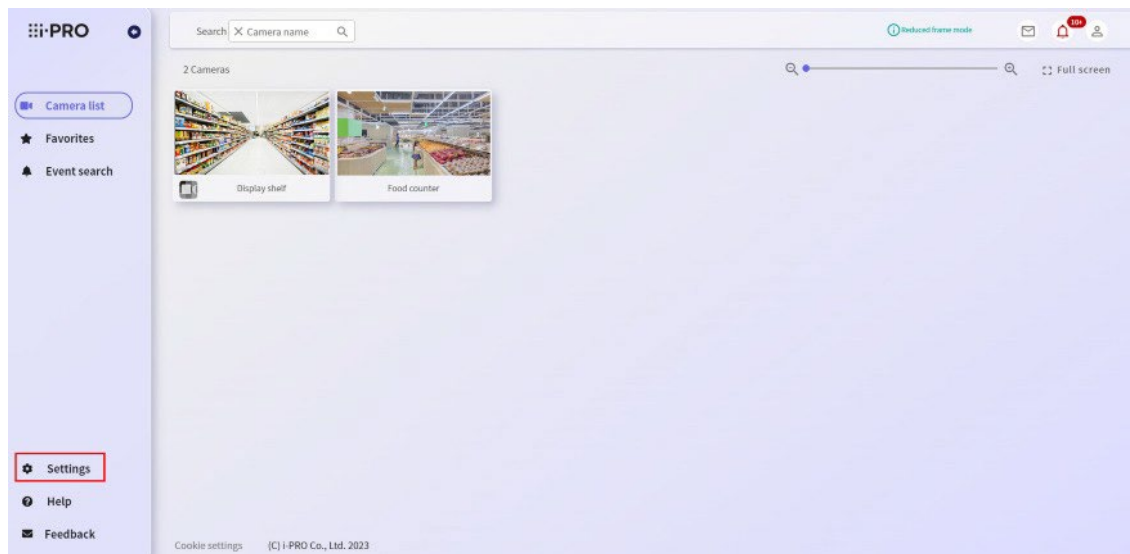 i-PRO
Search
Camera name
Reduced frame mode
10+
2 Cameras
Full screen
Camera list
Favorites
Event search
Display shelf
Food counter
Settings
Help
Feedback
Cookie settings
(C) i-PRO Co., Ltd. 2023